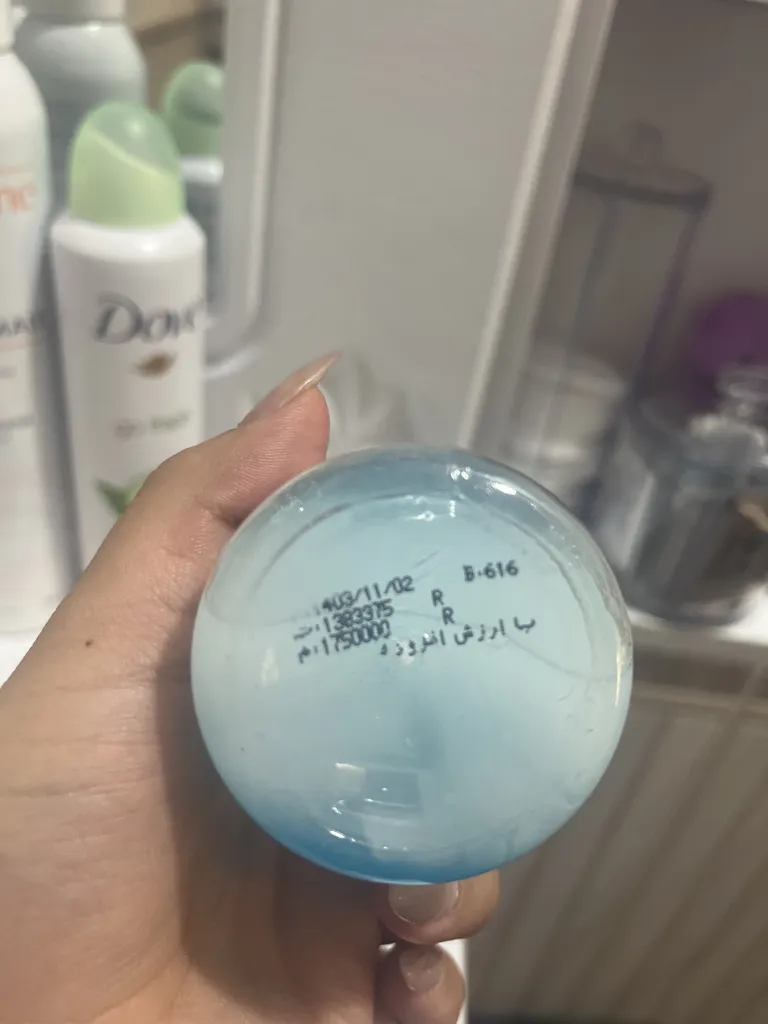 Dove
B.616
1403/11/02
ت:1383375 R
م:1750000 R
با ارزش افزوده